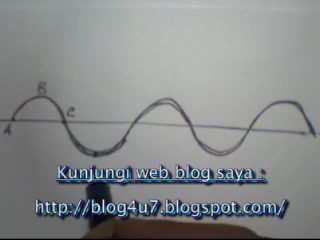 B
C
A
Kunjungi web blog saya :
http://blog4u7.blogspot.com/